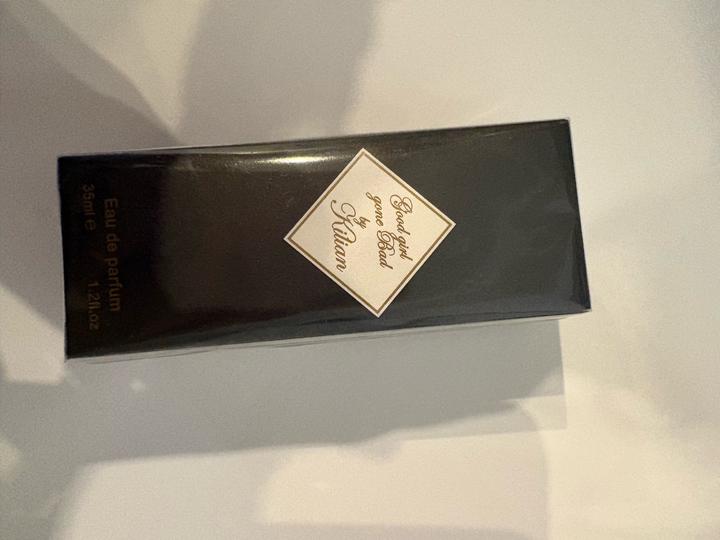 Good girl
gone Bad
by
Kilian
Eau de parfum
35ml ℮ 1.2fl.oz